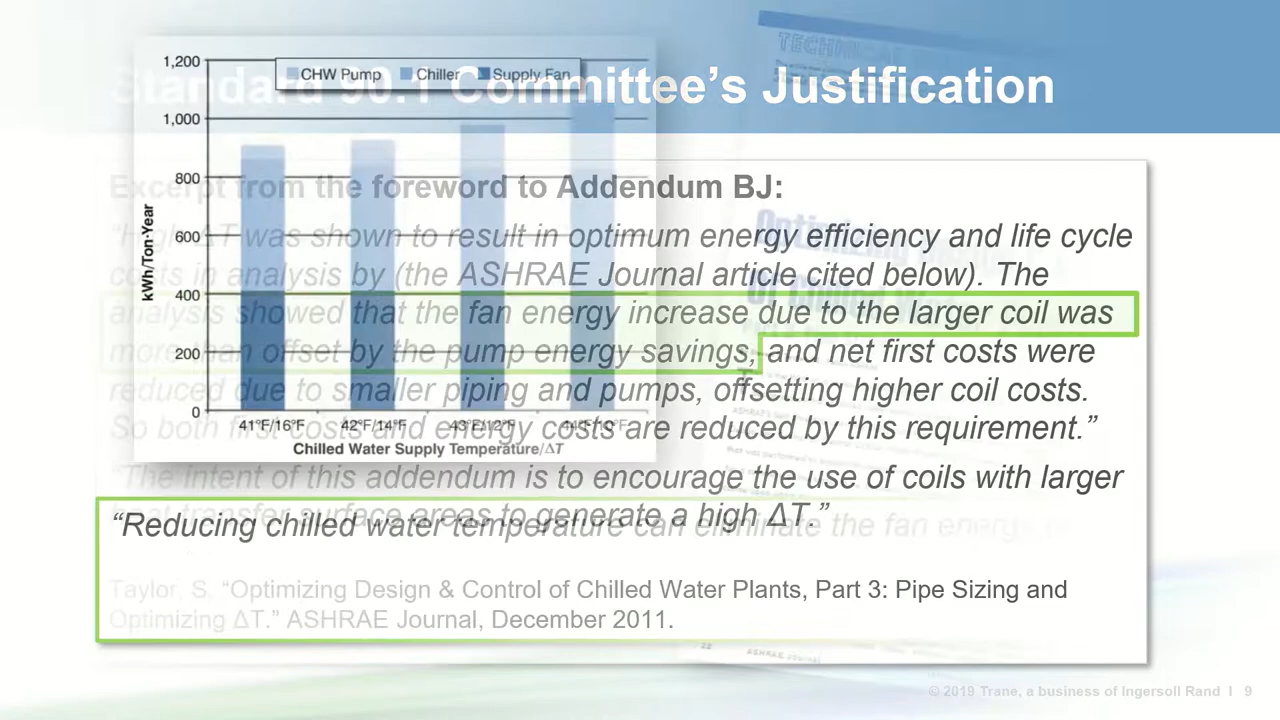 TECHNICAL
Standard 90.1 Committee’s Justification
1,200
CHW Pump Chiller Supply Fan
1,000
800
600
400
200
0
kWh/Ton·Year
41°F/16°F 42°F/14°F 43°F/12°F 44°F/10°F
Chilled Water Supply Temperature/ΔT
Excerpt from the foreword to Addendum BJ:
“High ΔT was shown to result in optimum energy efficiency and life cycle
costs in analysis by (the ASHRAE Journal article cited below). The
analysis showed that the fan energy increase due to the larger coil was
more than offset by the pump energy savings, and net first costs were
reduced due to smaller piping and pumps, offsetting higher coil costs.
So both first costs and energy costs are reduced by this requirement.”
“The intent of this addendum is to encourage the use of coils with larger
heat transfer surface areas to generate a high ΔT.”
“Reducing chilled water temperature can eliminate the fan energy
Taylor, S. “Optimizing Design & Control of Chilled Water Plants, Part 3: Pipe Sizing and
Optimizing ΔT.” ASHRAE Journal, December 2011.
Optimizing
Of Chilled
28 ASHRAE Journal
© 2019 Trane, a business of Ingersoll Rand | 9